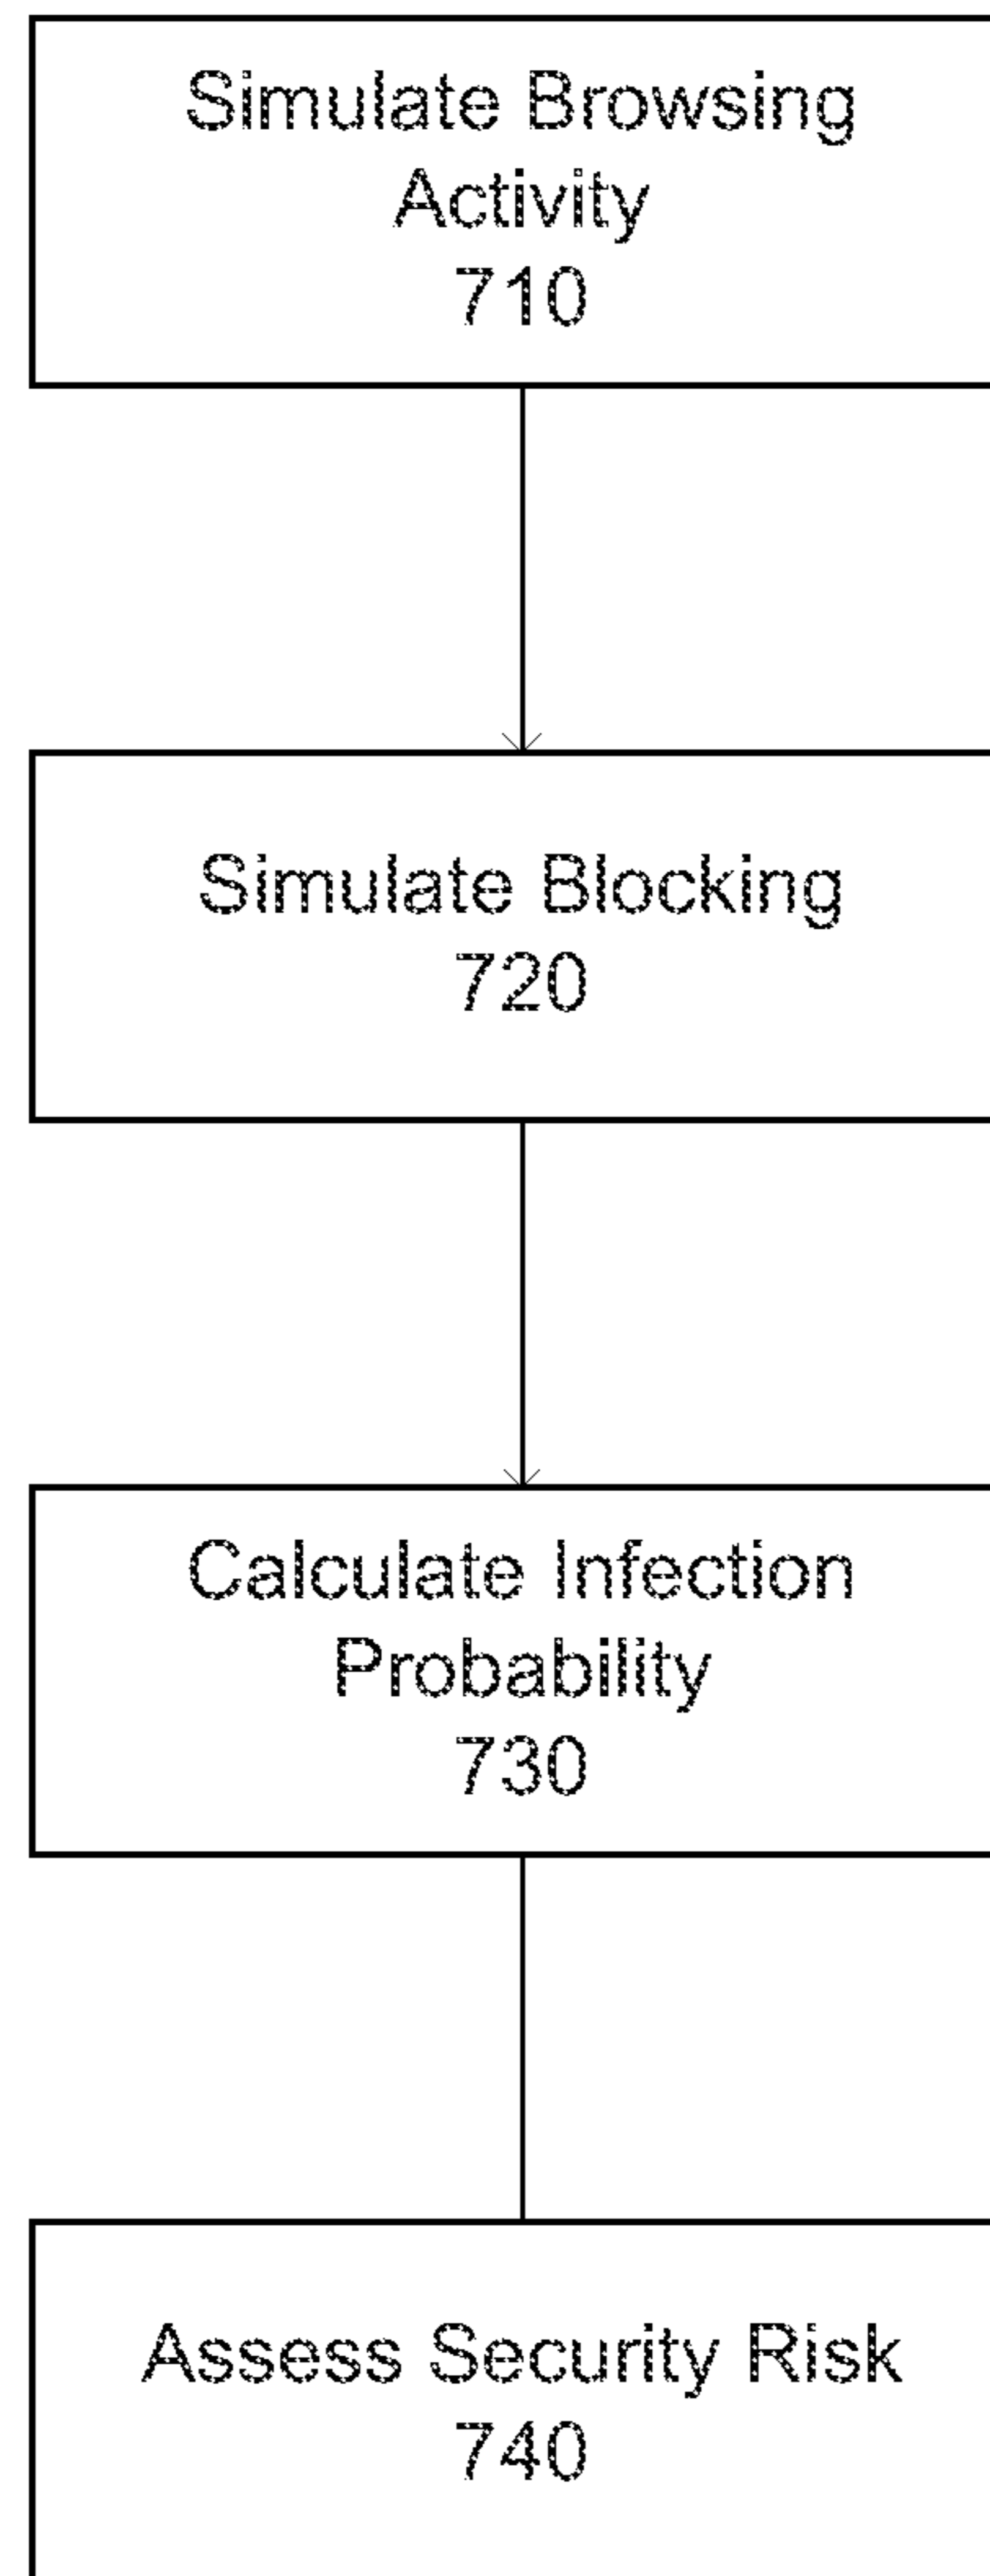 Simulate Browsing
Activity
710
Simulate Blocking
720
Calculate Infection
Probability
730
Assess Security Risk
740